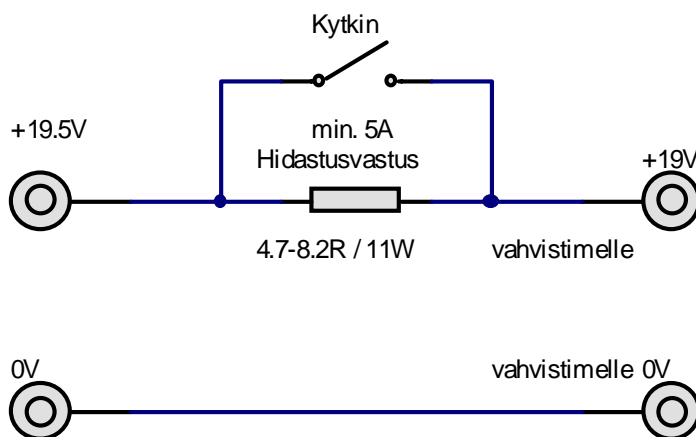 Kytkin
+19.5V
min. 5A
Hidastusvastus
+19V
4.7-8.2R / 11W
vahvistimelle
0V
vahvistimelle 0V